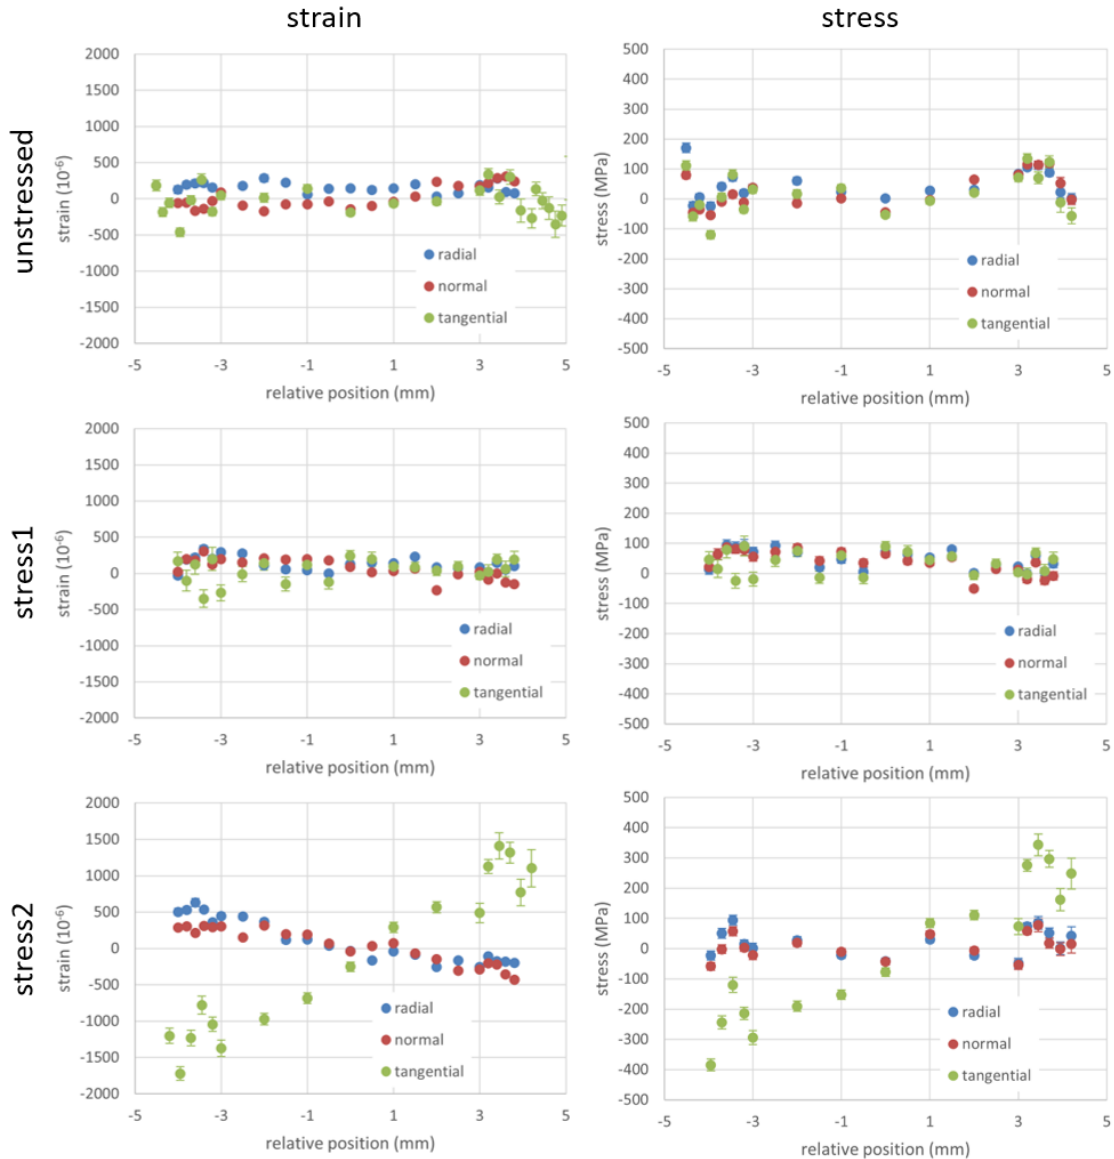 strain
stress
unstressed
strain (10⁻⁶)
2000
1500
1000
500
0
-500
-1000
-1500
-2000
-5
-3
-1
1
3
5
relative position (mm)
radial
normal
tangential
stress (MPa)
500
400
300
200
100
0
-100
-200
-300
-400
-500
-5
-3
-1
1
3
5
relative position (mm)
radial
normal
tangential
stress1
strain (10⁻⁶)
2000
1500
1000
500
0
-500
-1000
-1500
-2000
-5
-3
-1
1
3
5
relative position (mm)
radial
normal
tangential
stress (MPa)
500
400
300
200
100
0
-100
-200
-300
-400
-500
-5
-3
-1
1
3
5
relative position (mm)
radial
normal
tangential
stress2
strain (10⁻⁶)
2000
1500
1000
500
0
-500
-1000
-1500
-2000
-5
-3
-1
1
3
5
relative position (mm)
radial
normal
tangential
stress (MPa)
500
400
300
200
100
0
-100
-200
-300
-400
-500
-5
-3
-1
1
3
5
relative position (mm)
radial
normal
tangential